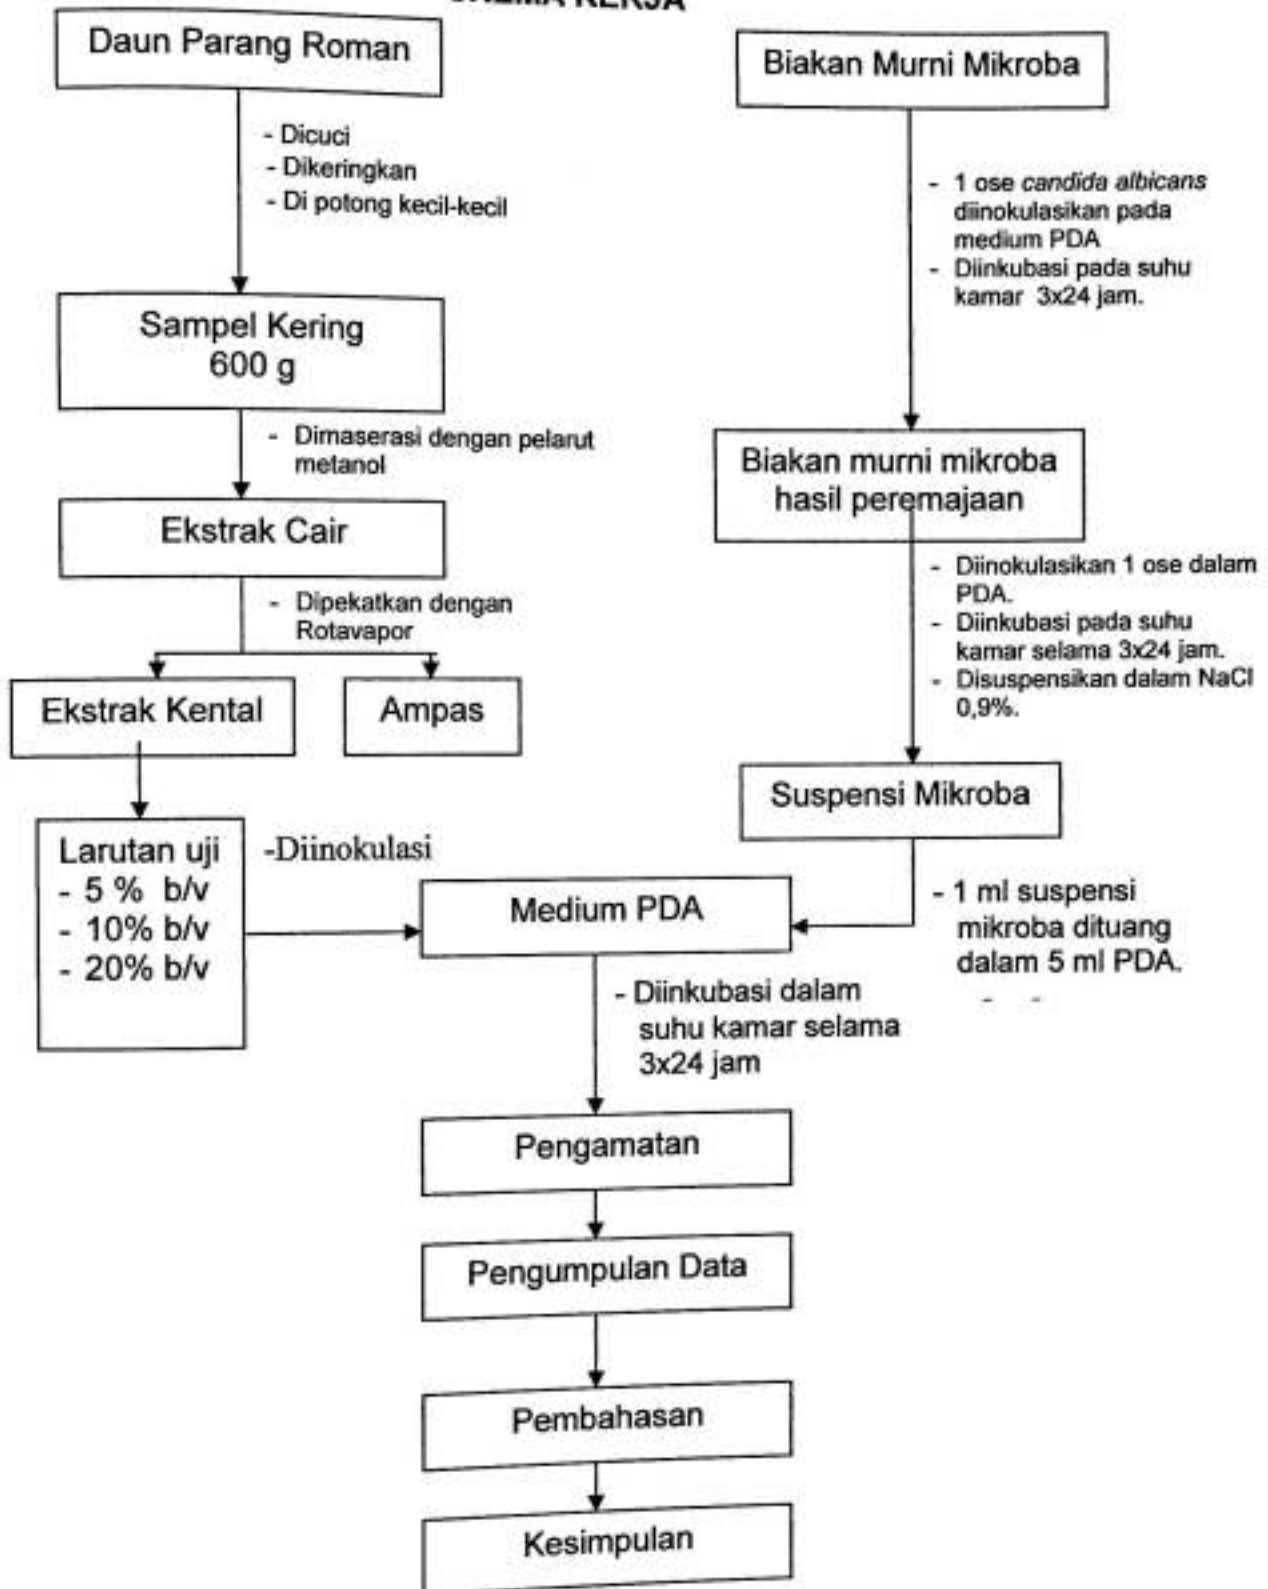 KERJA
Daun Parang Roman
- Dicuci
- Dikeringkan
- Di potong kecil-kecil
Sampel Kering
600 g
- Dimaserasi dengan pelarut
metanol
Ekstrak Cair
- Dipekatkan dengan
Rotavapor
Ekstrak Kental
Ampas
Larutan uji
- 5 % b/v
- 10% b/v
- 20% b/v
-Diinokulasi
Biakan Murni Mikroba
- 1 ose candida albicans
diinokulasikan pada
medium PDA
- Diinkubasi pada suhu
kamar 3x24 jam.
Biakan murni mikroba
hasil peremajaan
- Diinokulasikan 1 ose dalam
PDA.
- Diinkubasi pada suhu
kamar selama 3x24 jam.
- Disuspensikan dalam NaCl
0,9%.
Suspensi Mikroba
- 1 ml suspensi
mikroba dituang
dalam 5 ml PDA.
Medium PDA
- Diinkubasi dalam
suhu kamar selama
3x24 jam
Pengamatan
Pengumpulan Data
Pembahasan
Kesimpulan